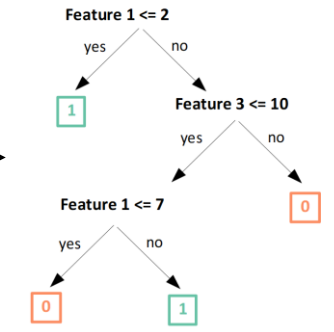 Feature 1 <= 2
yes no
1
Feature 3 <= 10
yes no
Feature 1 <= 7
0
yes no
0 1